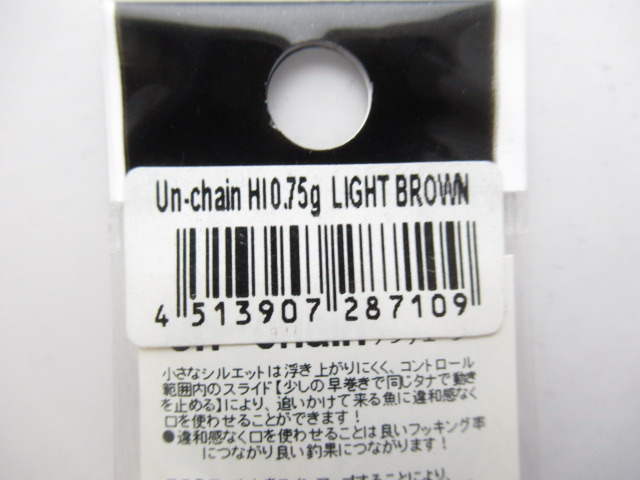 Un-chain HI 0.75g LIGHT BROWN
4 513907 287109
小さなシルエットは浮き上がりにくく、コントロール
範囲内のスライド【少しの早巻きで同じタナで動き
を止める】により、追いかけて来る魚に違和感なく
口を使わせることができます！
●違和感なく口を使わせることは良いフッキング率
につながり良い釣果につながります！